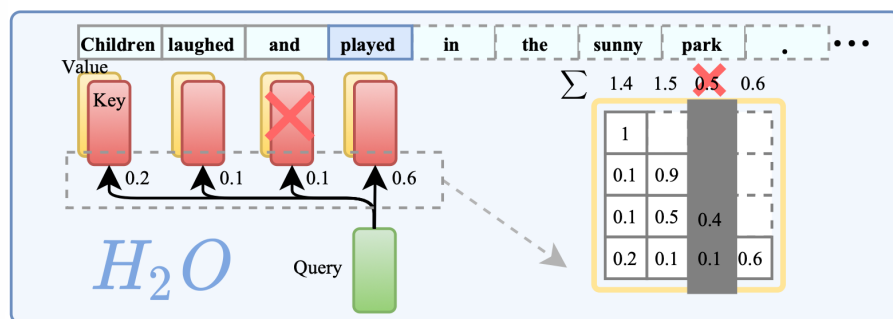 Children laughed and played in the sunny park . •••
Value
Key
∑ 1.4 1.5 0.5 0.6
1
0.2 0.1 0.1 0.6
0.1 0.9
0.1 0.5 0.4
0.2 0.1 0.1 0.6
H₂O
Query